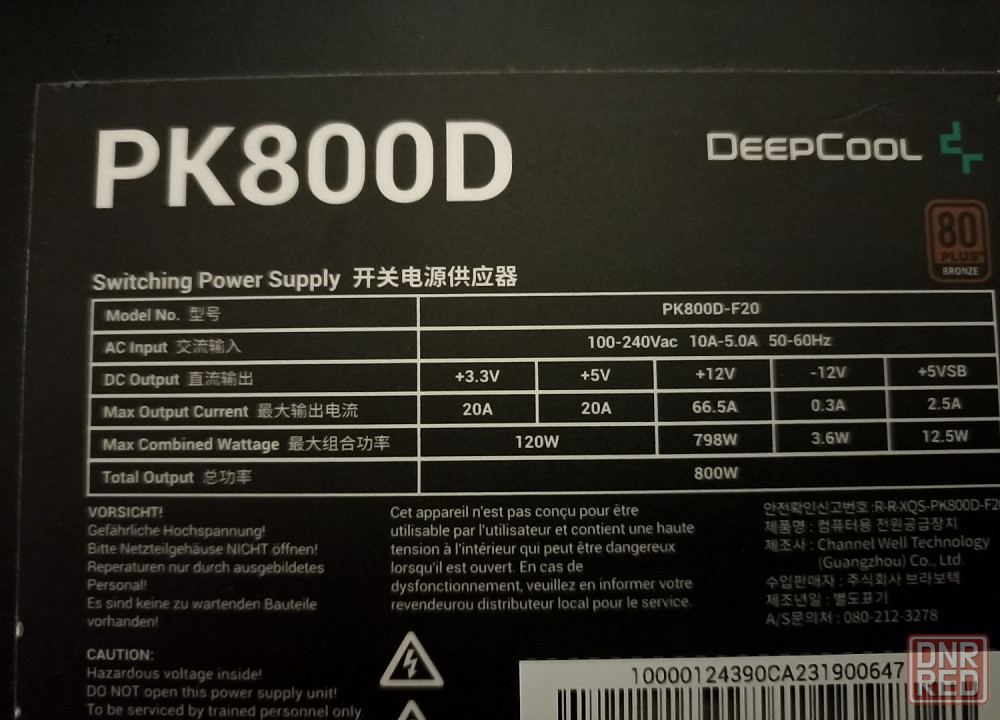 PK800D
DEEPCOOL
80
PLUS
BRONZE
Switching Power Supply 开关电源供应器
Model No. 型号 PK800D-F20
AC Input 交流输入 100-240Vac 10A-5.0A 50-60Hz
DC Output 直流输出 +3.3V +5V +12V -12V +5VSB
Max Output Current 最大输出电流 20A 20A 66.5A 0.3A 2.5A
Max Combined Wattage 最大组合功率 120W 798W 3.6W 12.5W
Total Output 总功率 800W
VORSICHT!
Gefährliche Hochspannung!
Bitte Netzteilgehäuse NICHT öffnen!
Reperaturen nur durch ausgebildetes
Personal!
Es sind keine zu wartenden Bauteile
vorhanden!
CAUTION:
Hazardous voltage inside!
DO NOT open this power supply unit!
To be serviced by trained personnel only
Cet appareil n'est pas conçu pour être
utilisable par l'utilisateur et contient une haute
tension à l'intérieur qui peut être dangereux
lorsqu'il est ouvert. En cas de
dysfonctionnement, veuillez en informer votre
revendeurou distributeur local pour le service.
안전확인신고번호 :R-R-XQS-PK800D-F2
제품명 : 컴퓨터용 전원공급장치
제조사 : Channel Well Technology
(Guangzhou) Co., Ltd.
수입판매자 : 주식회사 브라보텍
제조년월 : 별도표기
A/S문의처 : 080-212-3278
10000124390CA231900647
DNR
RED